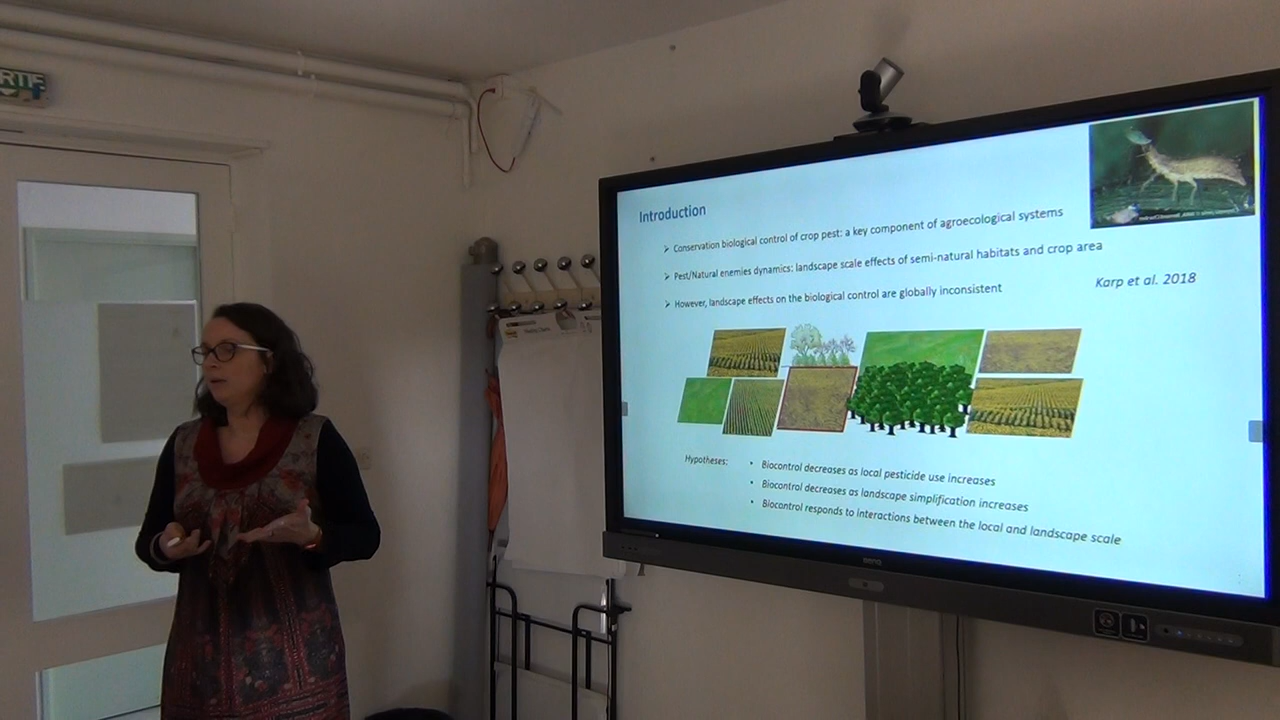 Introduction
Conservation biological control of crop pest: a key component of agroecological systems
Pest/Natural enemies dynamics: landscape scale effects of semi-natural habitats and crop area
However, landscape effects on the biological control are globally inconsistent
Karp et al. 2018
Hypotheses:
• Biocontrol decreases as local pesticide use increases
• Biocontrol decreases as landscape simplification increases
• Biocontrol responds to interactions between the local and landscape scale
BenQ